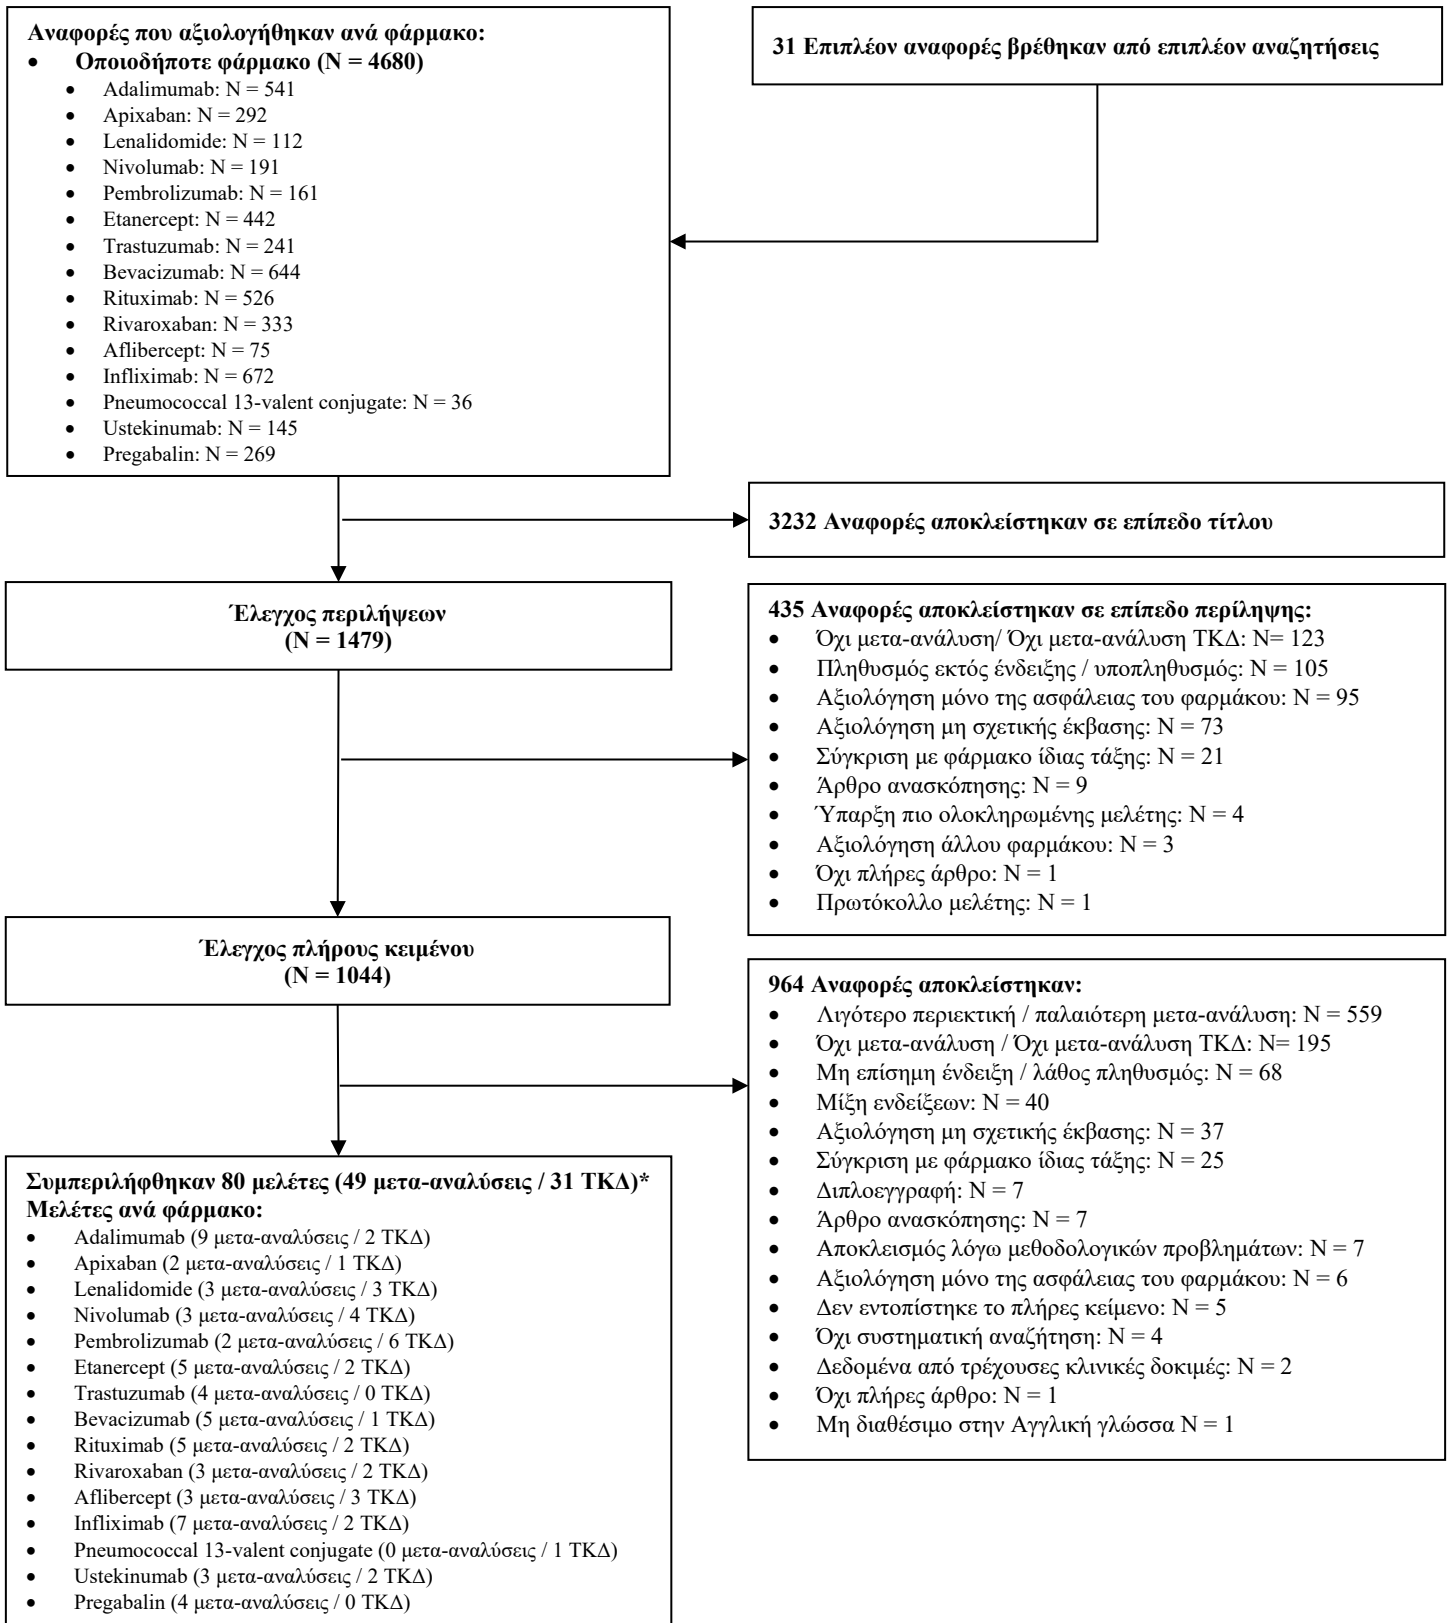 Αναφορές που αξιολογήθηκαν ανά φάρμακο:
• Οποιοδήποτε φάρμακο (N = 4680)
• Adalimumab: N = 541
• Apixaban: N = 292
• Lenalidomide: N = 112
• Nivolumab: N = 191
• Pembrolizumab: N = 161
• Etanercept: N = 442
• Trastuzumab: N = 241
• Bevacizumab: N = 644
• Rituximab: N = 526
• Rivaroxaban: N = 333
• Aflibercept: N = 75
• Infliximab: N = 672
• Pneumococcal 13-valent conjugate: N = 36
• Ustekinumab: N = 145
• Pregabalin: N = 269
31 Επιπλέον αναφορές βρέθηκαν από επιπλέον αναζητήσεις
3232 Αναφορές αποκλείστηκαν σε επίπεδο τίτλου
Έλεγχος περιλήψεων
(N = 1479)
435 Αναφορές αποκλείστηκαν σε επίπεδο περίληψης:
• Όχι μετα-ανάλυση/ Όχι μετα-ανάλυση ΤΚΔ: N= 123
• Πληθυσμός εκτός ένδειξης / υποπληθυσμός: N = 105
• Αξιολόγηση μόνο της ασφάλειας του φαρμάκου: N = 95
• Αξιολόγηση μη σχετικής έκβασης: N = 73
• Σύγκριση με φάρμακο ίδιας τάξης: N = 21
• Άρθρο ανασκόπησης: N = 9
• Ύπαρξη πιο ολοκληρωμένης μελέτης: N = 4
• Αξιολόγηση άλλου φαρμάκου: N = 3
• Όχι πλήρες άρθρο: N = 1
• Πρωτόκολλο μελέτης: N = 1
Έλεγχος πλήρους κειμένου
(N = 1044)
964 Αναφορές αποκλείστηκαν:
• Λιγότερο περιεκτική / παλαιότερη μετα-ανάλυση: N = 559
• Όχι μετα-ανάλυση / Όχι μετα-ανάλυση ΤΚΔ: N= 195
• Μη επίσημη ένδειξη / λάθος πληθυσμός: N = 68
• Μίξη ενδείξεων: N = 40
• Αξιολόγηση μη σχετικής έκβασης: N = 37
• Σύγκριση με φάρμακο ίδιας τάξης: N = 25
• Διπλοεγγραφή: N = 7
• Άρθρο ανασκόπησης: N = 7
• Αποκλεισμός λόγω μεθοδολογικών προβλημάτων: N = 7
• Αξιολόγηση μόνο της ασφάλειας του φαρμάκου: N = 6
• Δεν εντοπίστηκε το πλήρες κείμενο: N = 5
• Όχι συστηματική αναζήτηση: N = 4
• Δεδομένα από τρέχουσες κλινικές δοκιμές: N = 2
• Όχι πλήρες άρθρο: N = 1
• Μη διαθέσιμο στην Αγγλική γλώσσα N = 1
Συμπεριλήφθηκαν 80 μελέτες (49 μετα-αναλύσεις / 31 ΤΚΔ)*
Μελέτες ανά φάρμακο:
• Adalimumab (9 μετα-αναλύσεις / 2 ΤΚΔ)
• Apixaban (2 μετα-αναλύσεις / 1 ΤΚΔ)
• Lenalidomide (3 μετα-αναλύσεις / 3 ΤΚΔ)
• Nivolumab (3 μετα-αναλύσεις / 4 ΤΚΔ)
• Pembrolizumab (2 μετα-αναλύσεις / 6 ΤΚΔ)
• Etanercept (5 μετα-αναλύσεις / 2 ΤΚΔ)
• Trastuzumab (4 μετα-αναλύσεις / 0 ΤΚΔ)
• Bevacizumab (5 μετα-αναλύσεις / 1 ΤΚΔ)
• Rituximab (5 μετα-αναλύσεις / 2 ΤΚΔ)
• Rivaroxaban (3 μετα-αναλύσεις / 2 ΤΚΔ)
• Aflibercept (3 μετα-αναλύσεις / 3 ΤΚΔ)
• Infliximab (7 μετα-αναλύσεις / 2 ΤΚΔ)
• Pneumococcal 13-valent conjugate (0 μετα-αναλύσεις / 1 ΤΚΔ)
• Ustekinumab (3 μετα-αναλύσεις / 2 ΤΚΔ)
• Pregabalin (4 μετα-αναλύσεις / 0 ΤΚΔ)